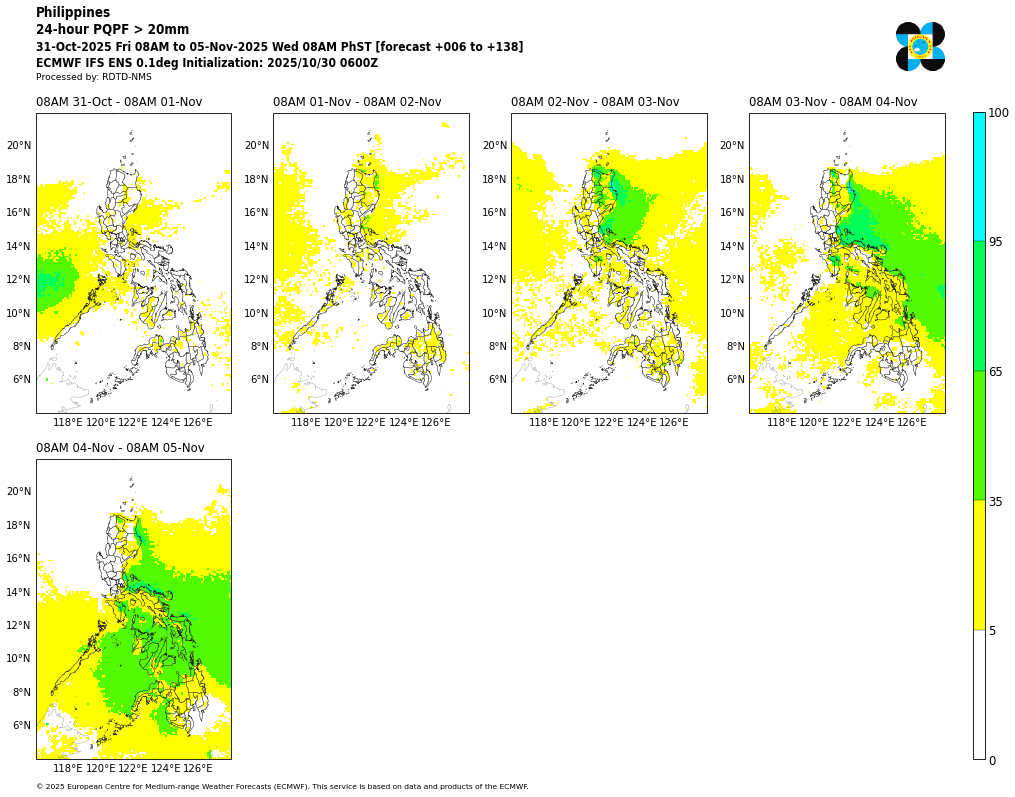 Philippines
24-hour PQPF > 20mm
31-Oct-2025 Fri 08AM to 05-Nov-2025 Wed 08AM PhST [forecast +006 to +138]
ECMWF IFS ENS 0.1deg Initialization: 2025/10/30 0600Z
Processed by: RDTD-NMS
08AM 31-Oct - 08AM 01-Nov
08AM 01-Nov - 08AM 02-Nov
08AM 02-Nov - 08AM 03-Nov
08AM 03-Nov - 08AM 04-Nov
20°N 20°N 20°N 20°N
18°N 18°N 18°N 18°N
16°N 16°N 16°N 16°N
14°N 14°N 14°N 14°N
12°N 12°N 12°N 12°N
10°N 10°N 10°N 10°N
8°N 8°N 8°N 8°N
6°N 6°N 6°N 6°N
118°E 120°E 122°E 124°E 126°E 118°E 120°E 122°E 124°E 126°E 118°E 120°E 122°E 124°E 126°E 118°E 120°E 122°E 124°E 126°E
100
95
65
35
5
0
08AM 04-Nov - 08AM 05-Nov
20°N
18°N
16°N
14°N
12°N
10°N
8°N
6°N
118°E 120°E 122°E 124°E 126°E
© 2025 European Centre for Medium-range Weather Forecasts (ECMWF). This service is based on data and products of the ECMWF.